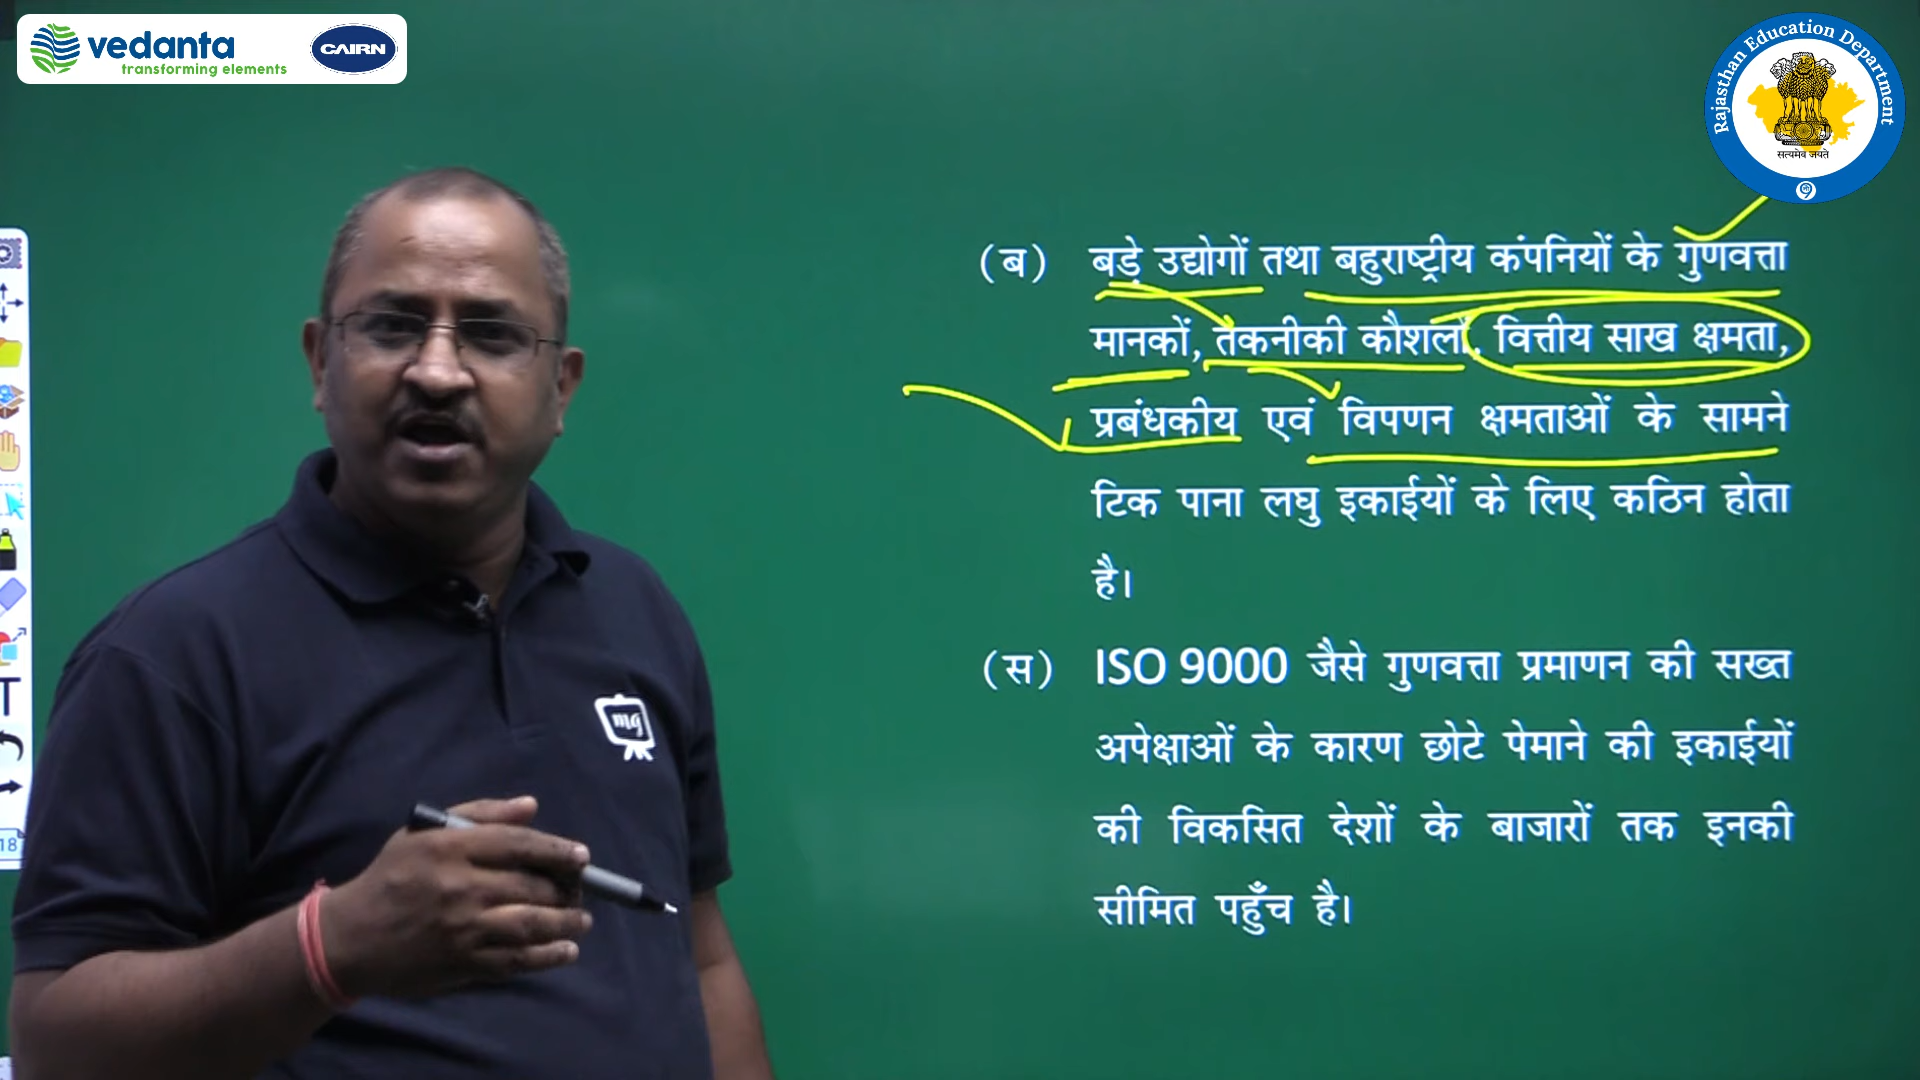 vedanta
transforming elements
CAIRN
Rajasthan Education Department
सत्यमेव जयते
(ब) बड़े उद्योगों तथा बहुराष्ट्रीय कंपनियों के गुणवत्ता
मानकों, तकनीकी कौशलों, वित्तीय साख क्षमता,
प्रबंधकीय एवं विपणन क्षमताओं के सामने
टिक पाना लघु इकाईयों के लिए कठिन होता
है।
(स) ISO 9000 जैसे गुणवत्ता प्रमाणन की सख्त
अपेक्षाओं के कारण छोटे पेमाने की इकाईयों
की विकसित देशों के बाजारों तक इनकी
सीमित पहुँच है।
mg
T
18